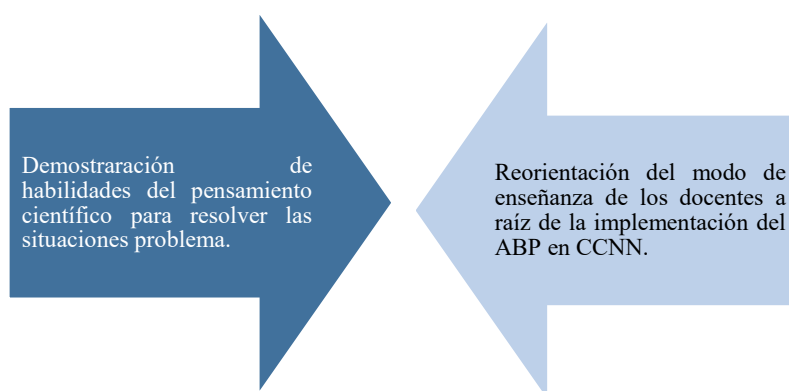 Demostraración de
habilidades del pensamiento
científico para resolver las
situaciones problema.
Reorientación del modo de
enseñanza de los docentes a
raíz de la implementación del
ABP en CCNN.